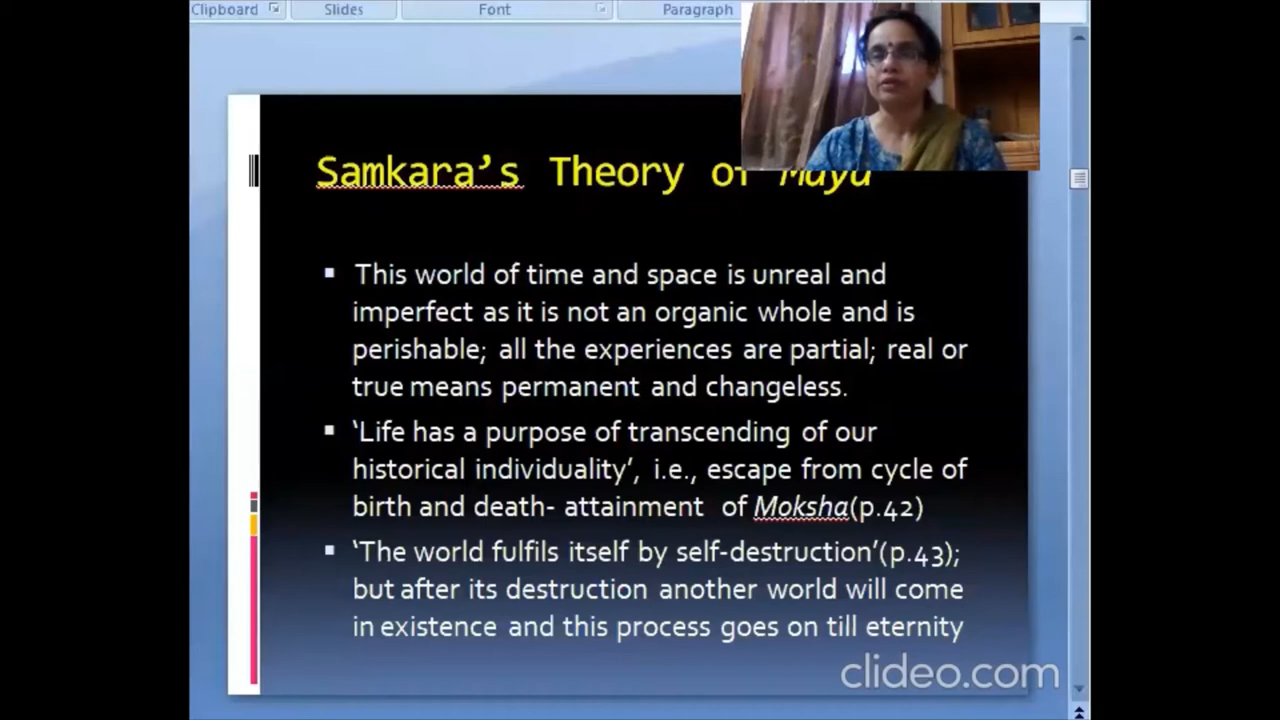 Clipboard Slides Font Paragraph
Samkara’s Theory of Maya
▪ This world of time and space is unreal and
imperfect as it is not an organic whole and is
perishable; all the experiences are partial; real or
true means permanent and changeless.
▪ ‘Life has a purpose of transcending of our
historical individuality’, i.e., escape from cycle of
birth and death- attainment of Moksha(p.42)
▪ ‘The world fulfils itself by self-destruction’(p.43);
but after its destruction another world will come
in existence and this process goes on till eternity
clideo.com